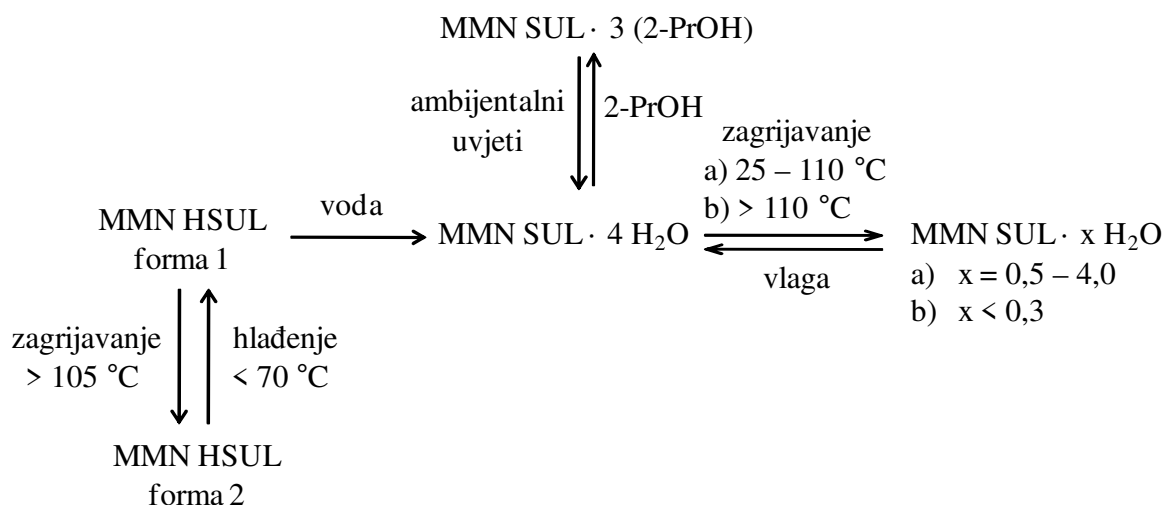 MMN SUL · 3 (2-PrOH)
ambijentalni
uvjeti
2-PrOH
zagrijavanje
a) 25 – 110 °C
b) > 110 °C
MMN HSUL
forma 1
voda
MMN SUL · 4 H₂O
vlaga
MMN SUL · x H₂O
a) x = 0,5 – 4,0
b) x < 0,3
zagrijavanje
> 105 °C
hlađenje
< 70 °C
MMN HSUL
forma 2